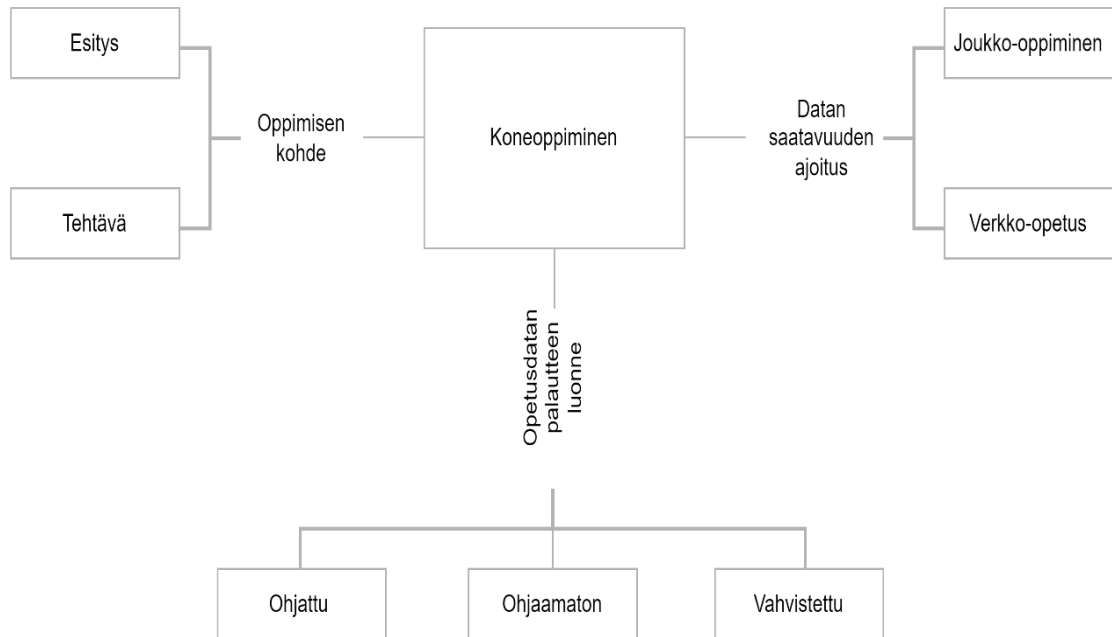 Esitys
Tehtävä
Oppimisen
kohde
Koneoppiminen
Datan
saatavuuden
ajoitus
Joukko-oppiminen
Verkko-opetus
Opetusdatan
palautteen
luonne
Ohjattu
Ohjaamaton
Vahvistettu